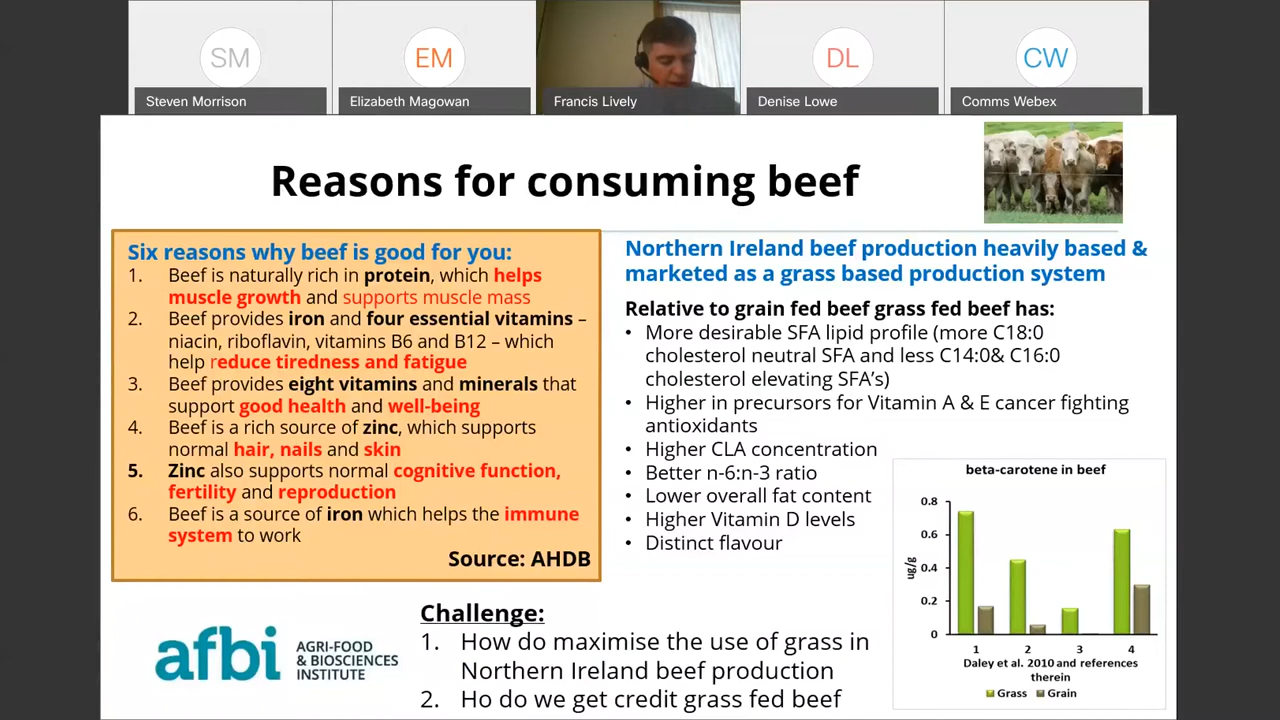 SM
EM
DL
CW
Steven Morrison
Elizabeth Magowan
Francis Lively
Denise Lowe
Comms Webex
Reasons for consuming beef
Six reasons why beef is good for you:
1. Beef is naturally rich in protein, which helps
muscle growth and supports muscle mass
2. Beef provides iron and four essential vitamins –
niacin, riboflavin, vitamins B6 and B12 – which
help reduce tiredness and fatigue
3. Beef provides eight vitamins and minerals that
support good health and well-being
4. Beef is a rich source of zinc, which supports
normal hair, nails and skin
5. Zinc also supports normal cognitive function,
fertility and reproduction
6. Beef is a source of iron which helps the immune
system to work
Source: AHDB
Northern Ireland beef production heavily based &
marketed as a grass based production system
Relative to grain fed beef grass fed beef has:
• More desirable SFA lipid profile (more C18:0
cholesterol neutral SFA and less C14:0& C16:0
cholesterol elevating SFA’s)
• Higher in precursors for Vitamin A & E cancer fighting
antioxidants
• Higher CLA concentration
• Better n-6:n-3 ratio
• Lower overall fat content
• Higher Vitamin D levels
• Distinct flavour
beta-carotene in beef
0.8
0.6
0.4
0.2
0
ug/g
1 2 3 4
Daley et al. 2010 and references
therein
Grass Grain
Challenge:
1. How do maximise the use of grass in
Northern Ireland beef production
2. Ho do we get credit grass fed beef
afbi
AGRI-FOOD
& BIOSCIENCES
INSTITUTE